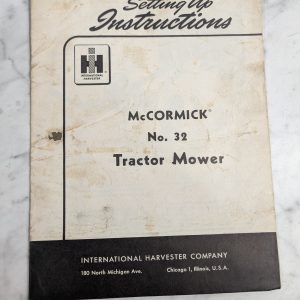 Setting Up
Instructions
IH
INTERNATIONAL
HARVESTER
McCORMICK®
No. 32
Tractor Mower
INTERNATIONAL HARVESTER COMPANY
180 North Michigan Ave. Chicago 1, Illinois, U.S.A.